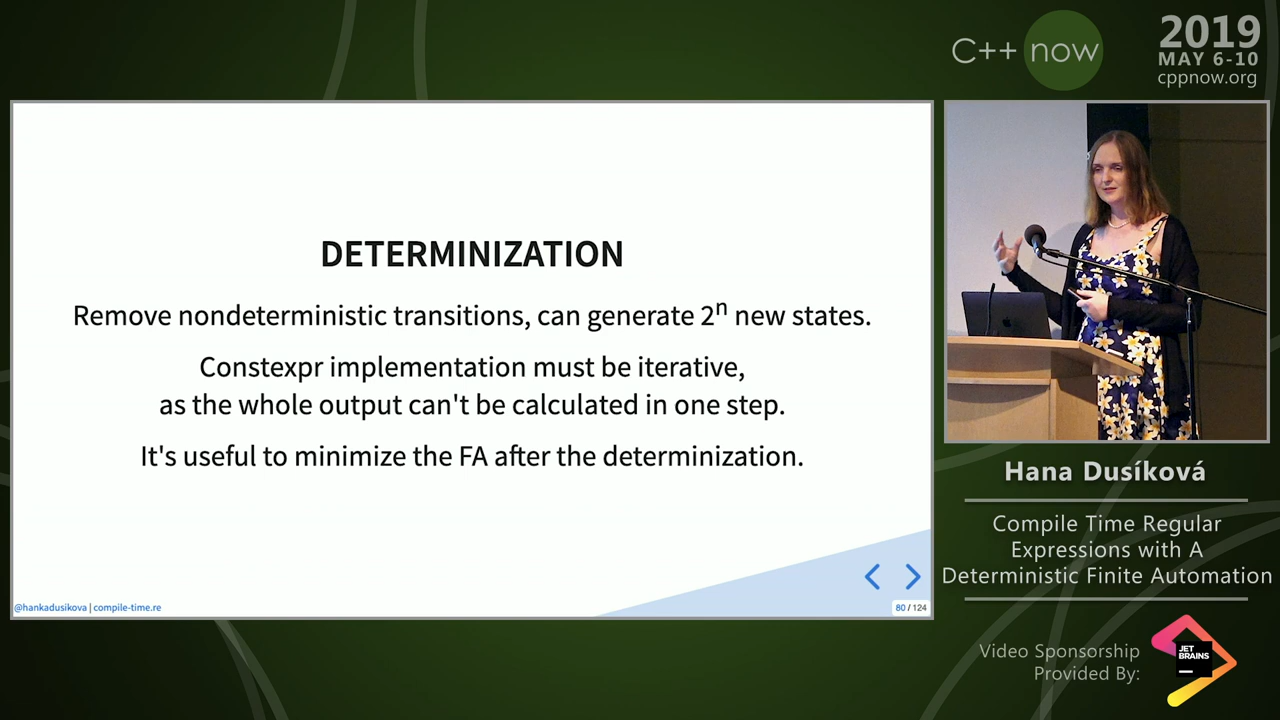 C++ now
2019
MAY 6-10
cppnow.org
DETERMINIZATION
Remove nondeterministic transitions, can generate 2ⁿ new states.
Constexpr implementation must be iterative,
as the whole output can't be calculated in one step.
It's useful to minimize the FA after the determinization.
@hankadusikova | compile-time.re
80 / 124
Hana Dusíková
Compile Time Regular
Expressions with A
Deterministic Finite Automation
Video Sponsorship
Provided By:
JET
BRAINS